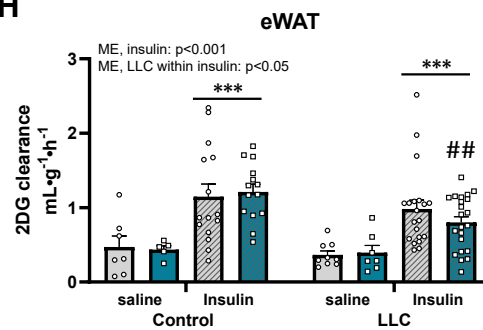 H
eWAT
ME, insulin: p<0.001
ME, LLC within insulin: p<0.05
2DG clearance
mL•g⁻¹•h⁻¹
3
2
1
0
***
***
##
saline Insulin saline Insulin
Control LLC